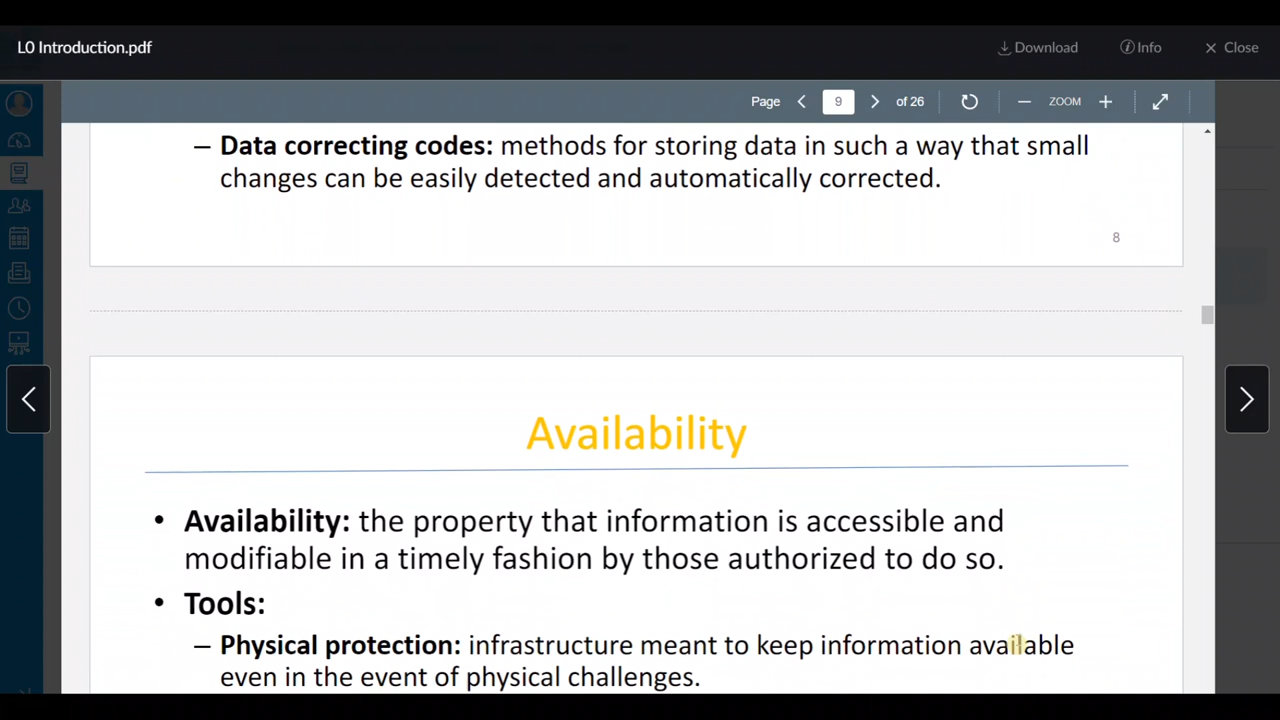 L0 Introduction.pdf
Download
Info
Close
Page
9
of 26
ZOOM
– Data correcting codes: methods for storing data in such a way that small
changes can be easily detected and automatically corrected.
8
Availability
• Availability: the property that information is accessible and
modifiable in a timely fashion by those authorized to do so.
• Tools:
– Physical protection: infrastructure meant to keep information available
even in the event of physical challenges.